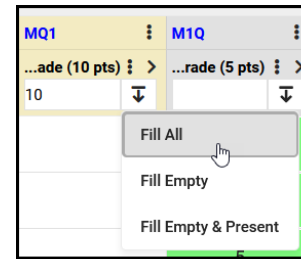 MQ1 M1Q
...ade (10 pts) ...rade (5 pts)
10
Fill All
Fill Empty
Fill Empty & Present